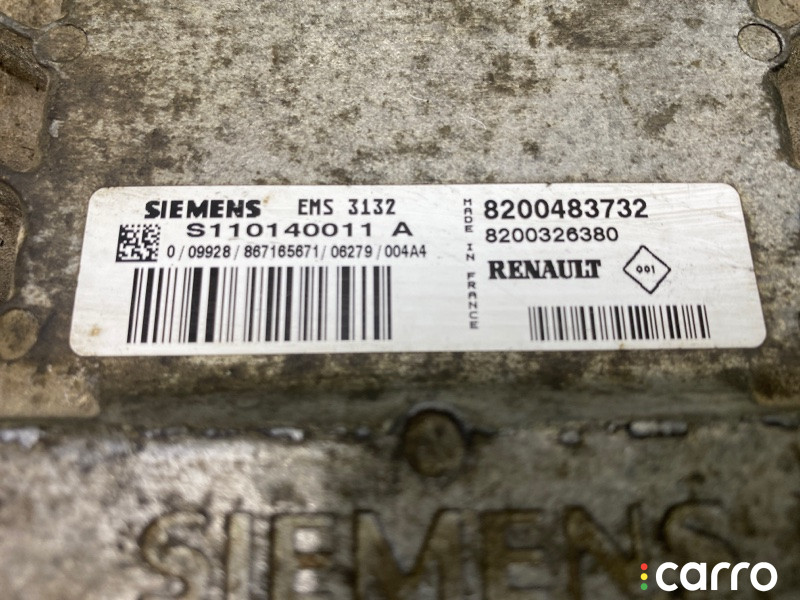 SIEMENS EMS 3132
S110140011 A
0 / 09928 / 867165671 / 06279 / 004A4
MADE IN FRANCE
8200483732
8200326380
RENAULT 001
SIEMENS
carro